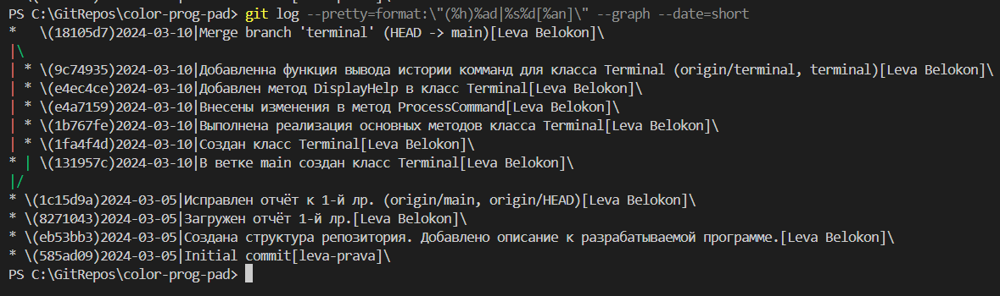 PS C:\GitRepos\color-prog-pad> git log --pretty=format:\"(%h)%ad|%s%d[%an]\" --graph --date=short
*   \(18105d7)2024-03-10|Merge branch 'terminal' (HEAD -> main)[Leva Belokon]\
|\
| * \(9c74935)2024-03-10|Добавленна функция вывода истории комманд для класса Terminal (origin/terminal, terminal)[Leva Belokon]\
| * \(e4ec4ce)2024-03-10|Добавлен метод DisplayHelp в класс Terminal[Leva Belokon]\
| * \(e4a7159)2024-03-10|Внесены изменения в метод ProcessCommand[Leva Belokon]\
| * \(1b767fe)2024-03-10|Выполнена реализация основных методов класса Terminal[Leva Belokon]\
| * \(1fa4f4d)2024-03-10|Создан класс Terminal[Leva Belokon]\
* | \(131957c)2024-03-10|В ветке main создан класс Terminal[Leva Belokon]\
|/
* \(1c15d9a)2024-03-05|Исправлен отчёт к 1-й лр. (origin/main, origin/HEAD)[Leva Belokon]\
* \(8271043)2024-03-05|Загружен отчёт 1-й лр.[Leva Belokon]\
* \(eb53bb3)2024-03-05|Создана структура репозитория. Добавлено описание к разрабатываемой программе.[Leva Belokon]\
* \(585ad09)2024-03-05|Initial commit[leva-prava]\
PS C:\GitRepos\color-prog-pad>